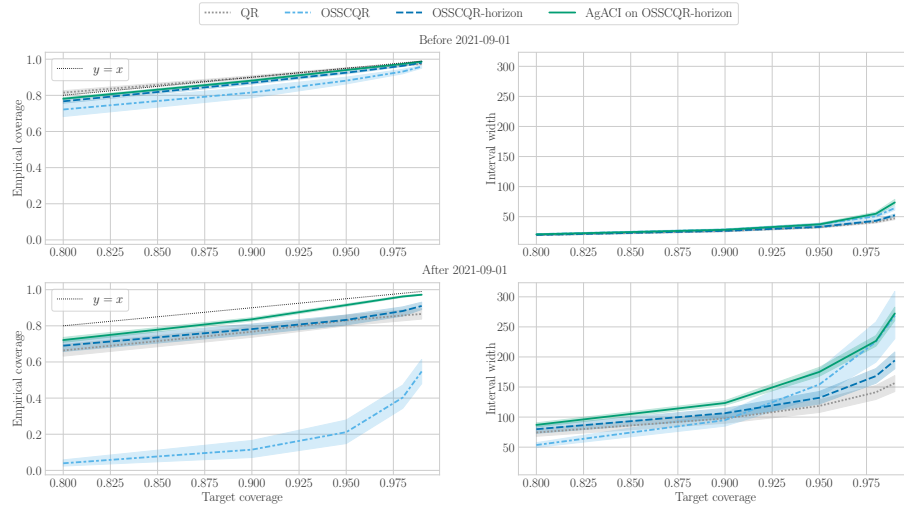 QR OSSCQR OSSCQR-horizon AgACI on OSSCQR-horizon
Before 2021-09-01
Empirical coverage
1.0
0.8
0.6
0.4
0.2
0.0
y = x
0.800 0.825 0.850 0.875 0.900 0.925 0.950 0.975
Interval width
300
250
200
150
100
50
0.800 0.825 0.850 0.875 0.900 0.925 0.950 0.975
After 2021-09-01
Empirical coverage
1.0
0.8
0.6
0.4
0.2
0.0
y = x
0.800 0.825 0.850 0.875 0.900 0.925 0.950 0.975
Target coverage
Interval width
300
250
200
150
100
50
0.800 0.825 0.850 0.875 0.900 0.925 0.950 0.975
Target coverage